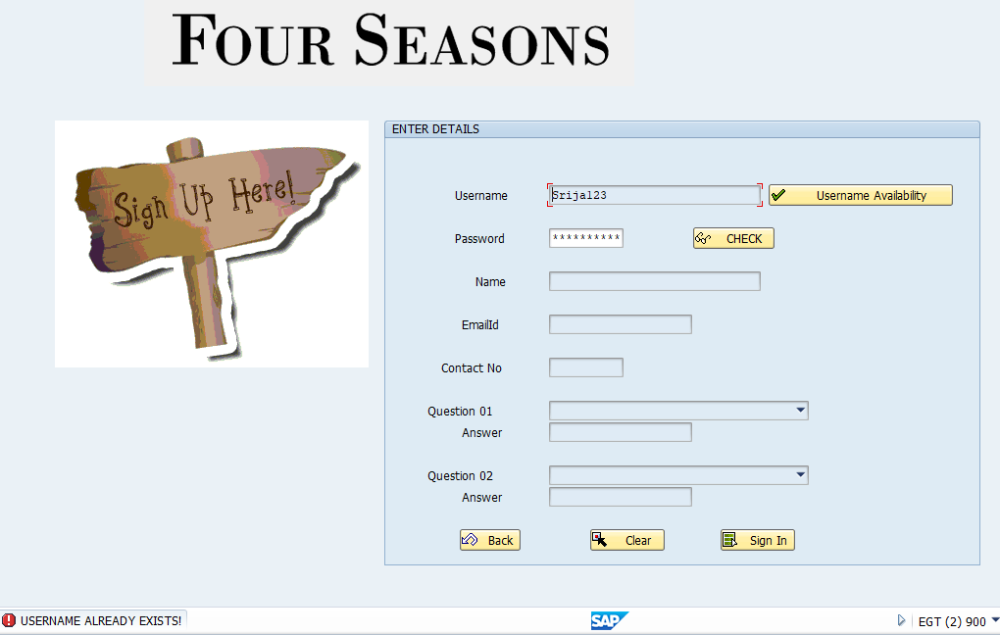 FOUR SEASONS
Sign Up Here!
ENTER DETAILS
Username Srija123 Username Availability
Password ********** CHECK
Name
EmailId
Contact No
Question 01
Answer
Question 02
Answer
Back Clear Sign In
USERNAME ALREADY EXISTS! SAP EGT (2) 900